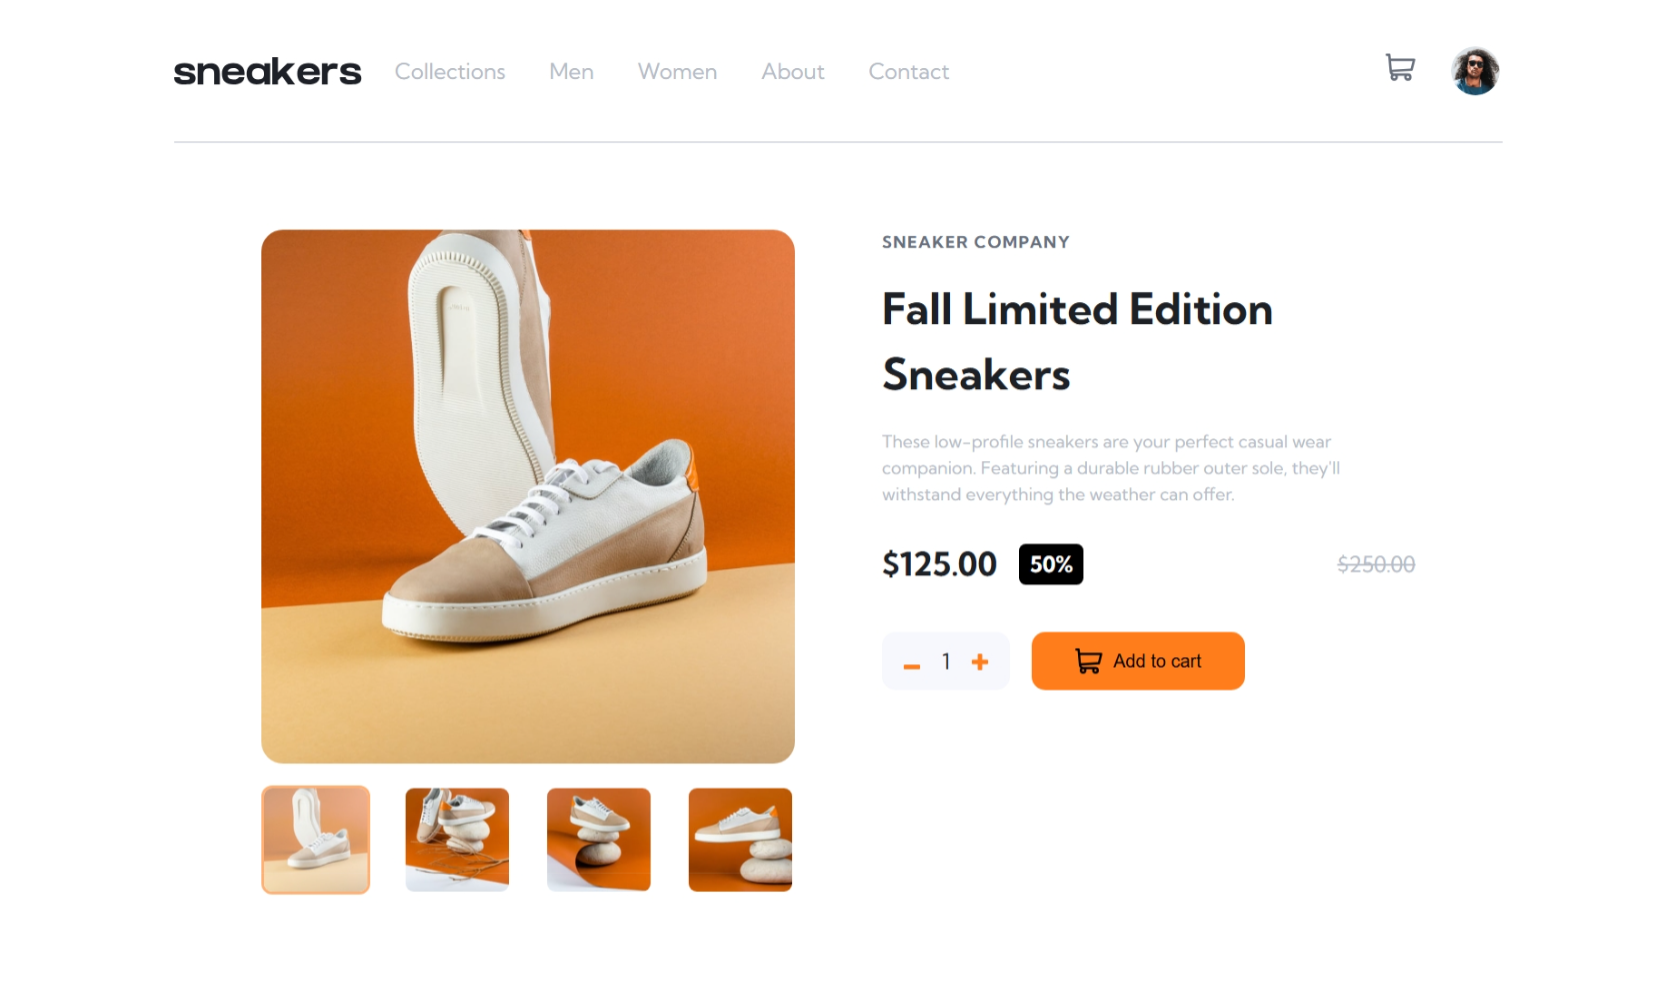 sneakers Collections Men Women About Contact
SNEAKER COMPANY
Fall Limited Edition
Sneakers
These low-profile sneakers are your perfect casual wear
companion. Featuring a durable rubber outer sole, they'll
withstand everything the weather can offer.
$125.00 50% $250.00
1 Add to cart